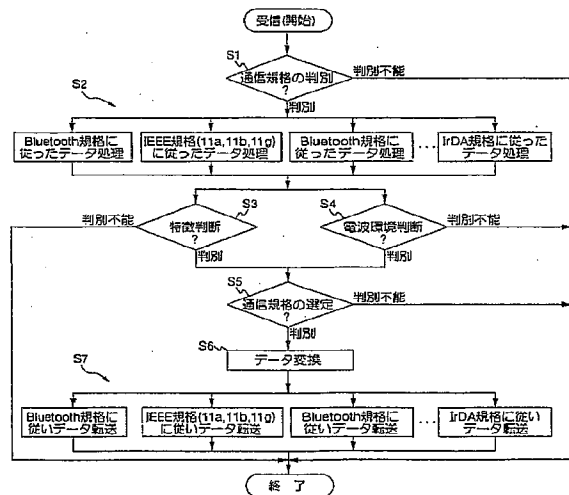 受信(開始)
S1
通信規格の判別
?
判別不能
判別
S2
Bluetooth規格に
従ったデータ処理
IEEE規格(11a,11b,11g)
に従ったデータ処理
Bluetooth規格に
従ったデータ処理
…
IrDA規格に従った
データ処理
S3
特徴判断
?
判別不能
判別
S4
電波環境判断
?
判別不能
判別
S5
通信規格の選定
?
判別不能
判別
S6
データ変換
S7
Bluetooth規格に
従いデータ転送
IEEE規格(11a,11b,11g)
に従いデータ転送
Bluetooth規格に
従いデータ転送
…
IrDA規格に従い
データ転送
終 了